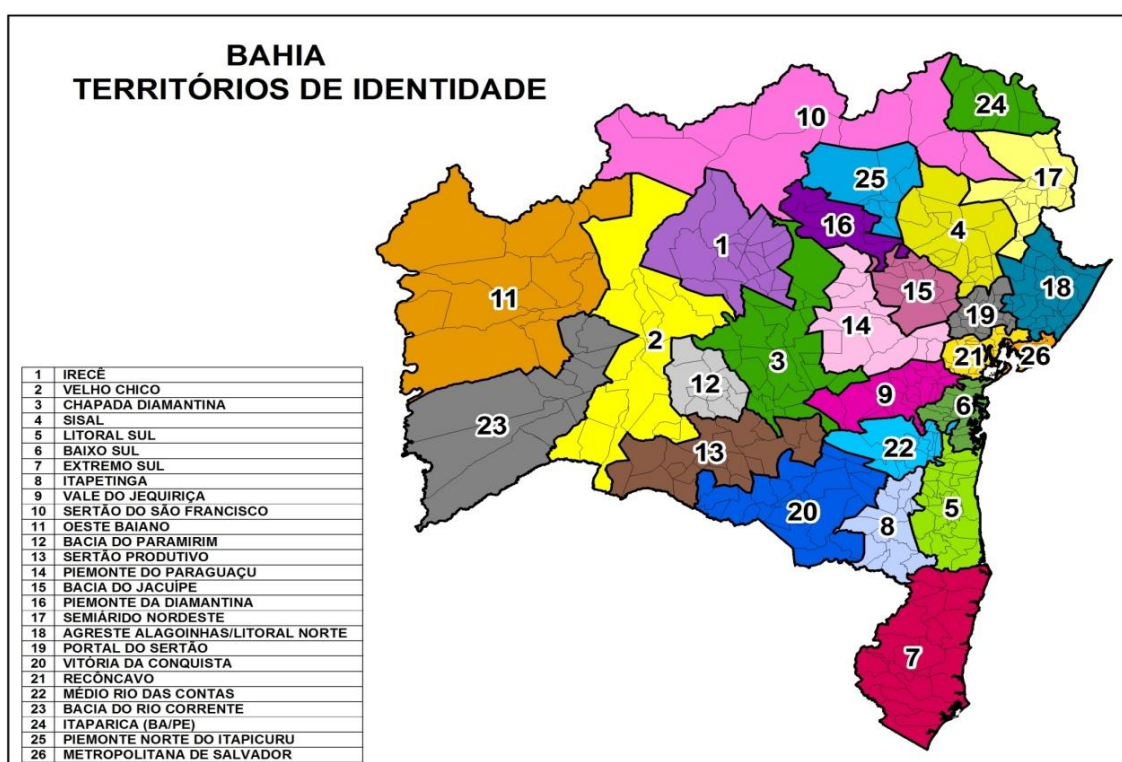 BAHIA
TERRITÓRIOS DE IDENTIDADE
1 IRECÊ
2 VELHO CHICO
3 CHAPADA DIAMANTINA
4 SISAL
5 LITORAL SUL
6 BAIXO SUL
7 EXTREMO SUL
8 ITAPETINGA
9 VALE DO JEQUIRIÇA
10 SERTÃO DO SÃO FRANCISCO
11 OESTE BAIANO
12 BACIA DO PARAMIRIM
13 SERTÃO PRODUTIVO
14 PIEMONTE DO PARAGUAÇU
15 BACIA DO JACUÍPE
16 PIEMONTE DA DIAMANTINA
17 SEMIÁRIDO NORDESTE
18 AGRESTE ALAGOINHAS/LITORAL NORTE
19 PORTAL DO SERTÃO
20 VITÓRIA DA CONQUISTA
21 RECÔNCAVO
22 MÉDIO RIO DAS CONTAS
23 BACIA DO RIO CORRENTE
24 ITAPARICA (BA/PE)
25 PIEMONTE NORTE DO ITAPICURU
26 METROPOLITANA DE SALVADOR
24
10
25
17
16
4
1
18
15
11
19
14
2
21
26
3
12
9
6
23
22
13
20
8
5
7